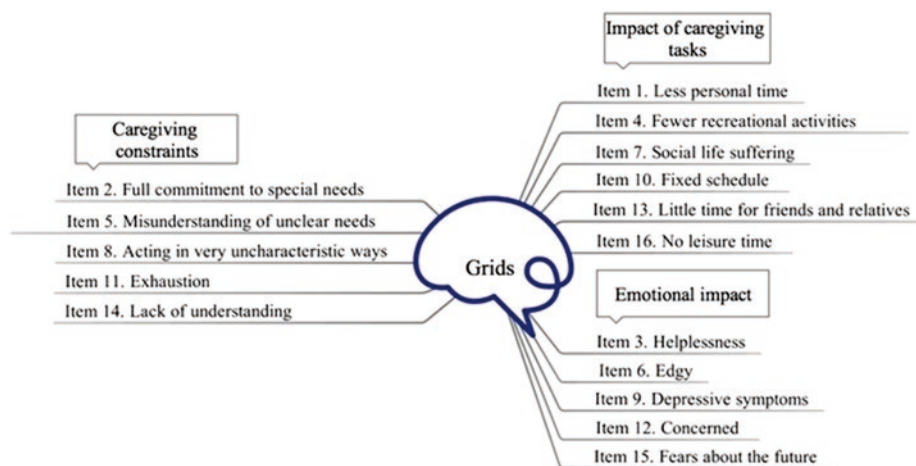 Caregiving
constraints
Item 2. Full commitment to special needs
Item 5. Misunderstanding of unclear needs
Item 8. Acting in very uncharacteristic ways
Item 11. Exhaustion
Item 14. Lack of understanding
Grids
Impact of caregiving
tasks
Item 1. Less personal time
Item 4. Fewer recreational activities
Item 7. Social life suffering
Item 10. Fixed schedule
Item 13. Little time for friends and relatives
Item 16. No leisure time
Emotional impact
Item 3. Helplessness
Item 6. Edgy
Item 9. Depressive symptoms
Item 12. Concerned
Item 15. Fears about the future